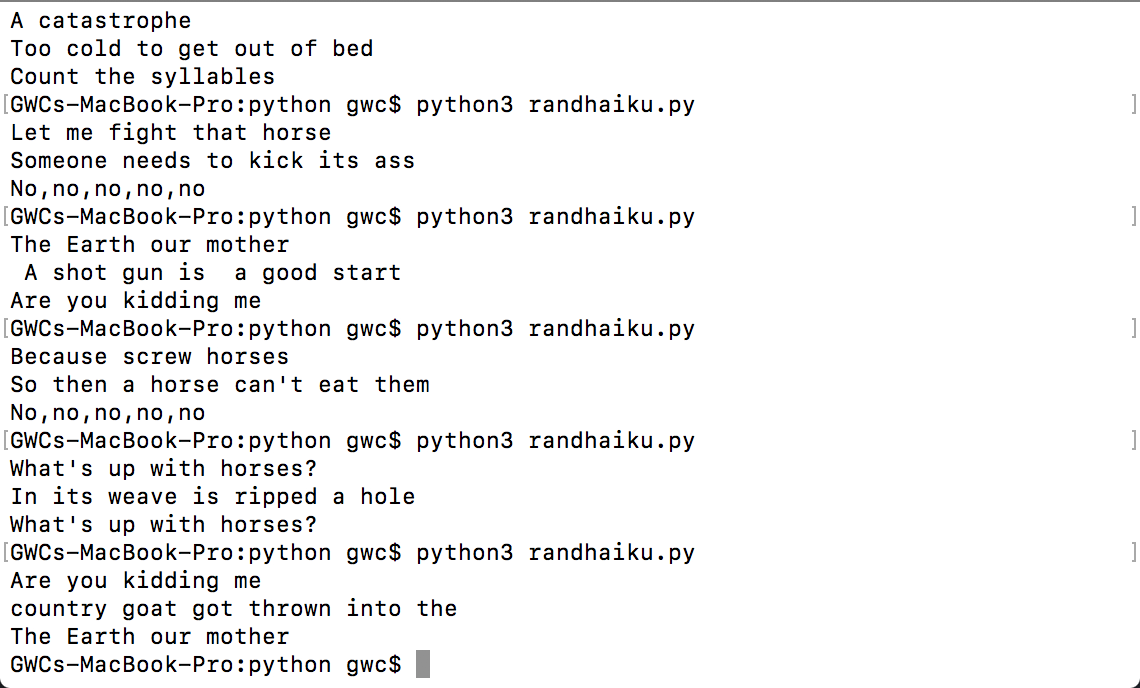 A catastrophe
Too cold to get out of bed
Count the syllables
[GWCs-MacBook-Pro:python gwc$ python3 randhaiku.py ]
Let me fight that horse
Someone needs to kick its ass
No,no,no,no,no
[GWCs-MacBook-Pro:python gwc$ python3 randhaiku.py ]
The Earth our mother
 A shot gun is  a good start
Are you kidding me
[GWCs-MacBook-Pro:python gwc$ python3 randhaiku.py ]
Because screw horses
So then a horse can't eat them
No,no,no,no,no
[GWCs-MacBook-Pro:python gwc$ python3 randhaiku.py ]
What's up with horses?
In its weave is ripped a hole
What's up with horses?
[GWCs-MacBook-Pro:python gwc$ python3 randhaiku.py ]
Are you kidding me
country goat got thrown into the
The Earth our mother
GWCs-MacBook-Pro:python gwc$